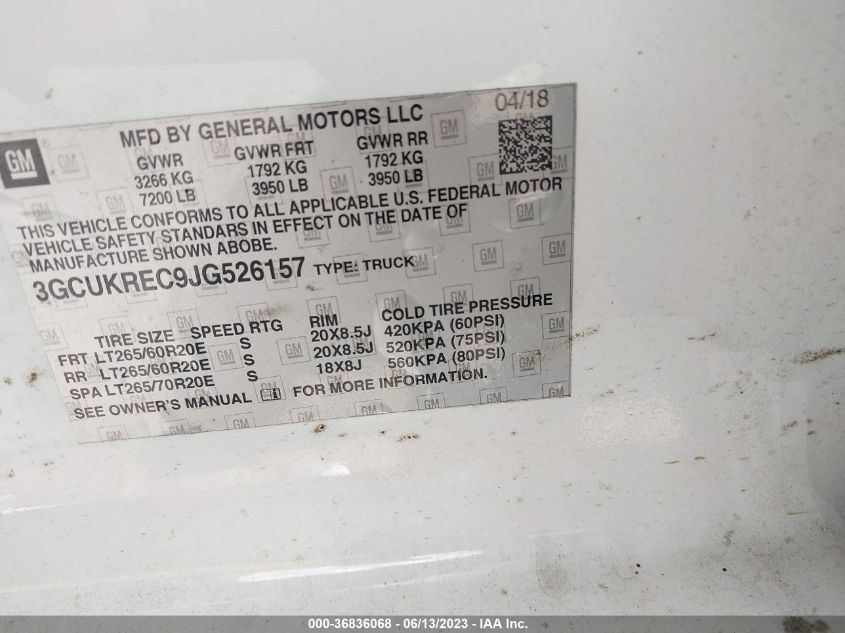 04/18
GM
MFD BY GENERAL MOTORS LLC
GVWR GVWR FRT GVWR RR
3266 KG 1792 KG 1792 KG
7200 LB 3950 LB 3950 LB
THIS VEHICLE CONFORMS TO ALL APPLICABLE U.S. FEDERAL MOTOR
VEHICLE SAFETY STANDARS IN EFFECT ON THE DATE OF
MANUFACTURE SHOWN ABOBE.
3GCUKREC9JG526157 TYPE: TRUCK
TIRE SIZE SPEED RTG RIM COLD TIRE PRESSURE
FRT LT265/60R20E S 20X8.5J 420KPA (60PSI)
RR LT265/60R20E S 20X8.5J 520KPA (75PSI)
SPA LT265/70R20E S 18X8J 560KPA (80PSI)
SEE OWNER'S MANUAL FOR MORE INFORMATION.
000-36836068 - 06/13/2023 - IAA Inc.